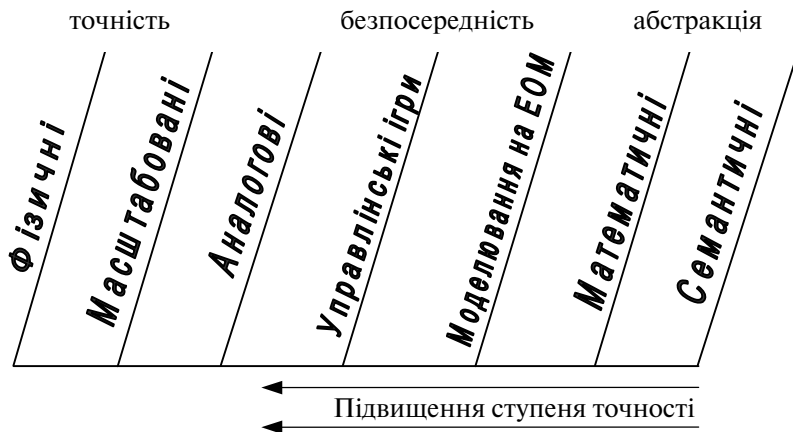 точність безпосередність абстракція
Фізичні
Масштабовані
Аналогові
Управлінські ігри
Моделювання на ЕОМ
Математичні
Семантичні
Підвищення ступеня точності